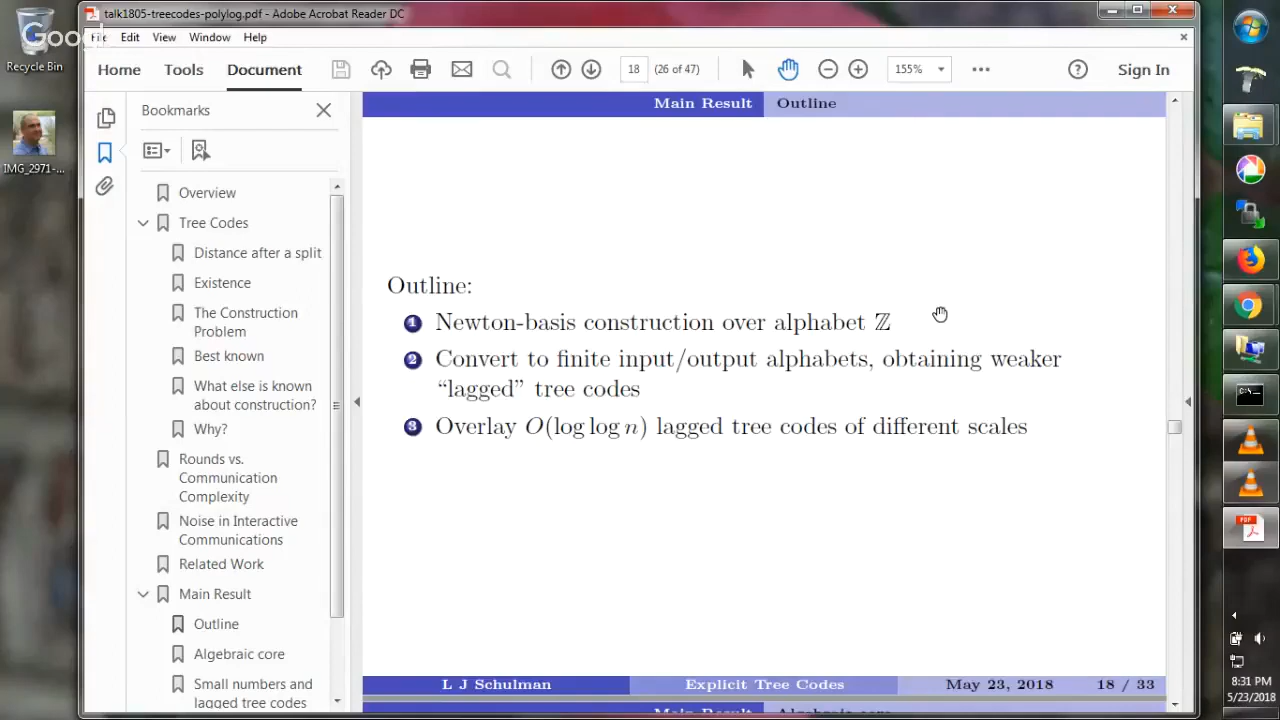 talk1805-treecodes-polylog.pdf - Adobe Acrobat Reader DC
File Edit View Window Help
Home Tools Document 18 (26 of 47) 155% Sign In
Recycle Bin
IMG_2971-...
Bookmarks
Overview
Tree Codes
Distance after a split
Existence
The Construction
Problem
Best known
What else is known
about construction?
Why?
Rounds vs.
Communication
Complexity
Noise in Interactive
Communications
Related Work
Main Result
Outline
Algebraic core
Small numbers and
lagged tree codes
Main Result Outline
Outline:
1 Newton-basis construction over alphabet ℤ
2 Convert to finite input/output alphabets, obtaining weaker
“lagged” tree codes
3 Overlay O(log log n) lagged tree codes of different scales
L J Schulman Explicit Tree Codes May 23, 2018 18 / 33
Main Result Algebraic core
8:31 PM
5/23/2018